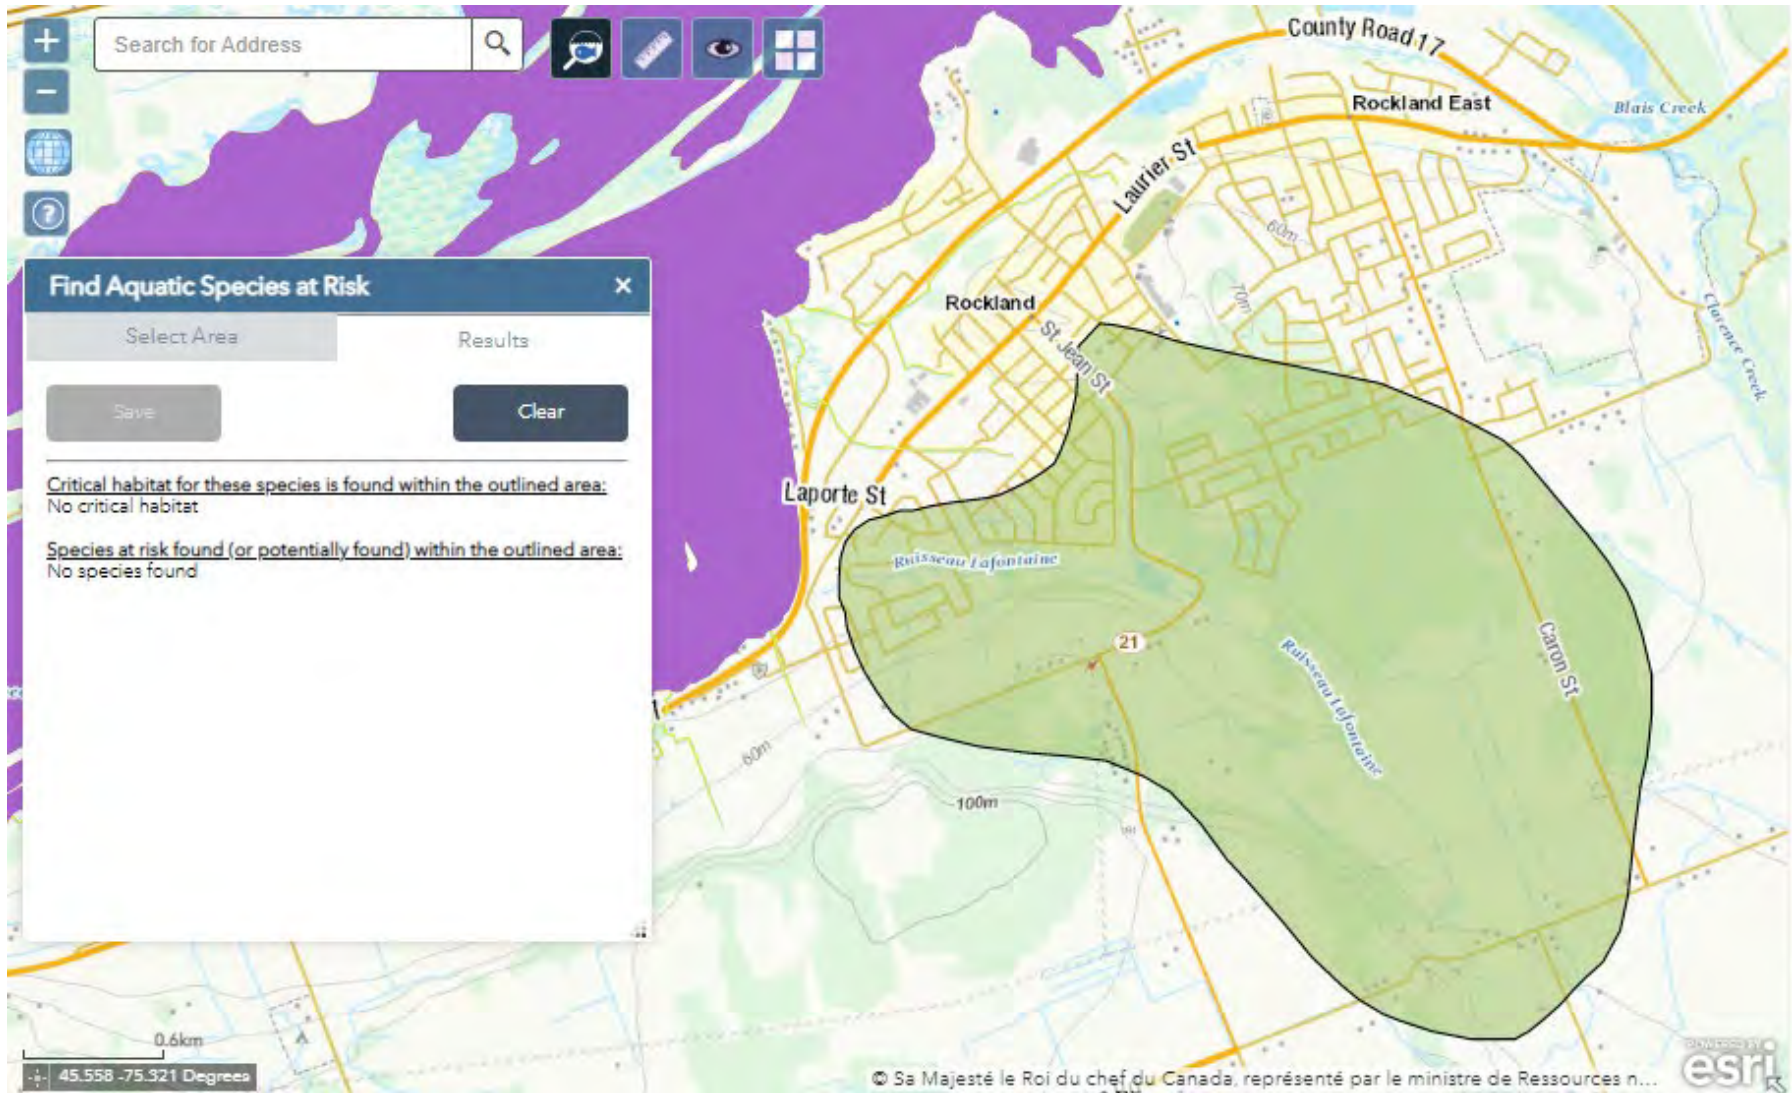 Search for Address
County Road 17
Rockland East
Blais Creek
Laurier St
60m
70m
Clarence Creek
Find Aquatic Species at Risk
Select Area
Results
Save
Clear
Critical habitat for these species is found within the outlined area:
No critical habitat
Species at risk found (or potentially found) within the outlined area:
No species found
Rockland
St Jean St
Laporte St
Ruisseau Lafontaine
21
Ruisseau Lafontaine
Caron St
60m
100m
0.6km
45.558 -75.321 Degrees
© Sa Majesté le Roi du chef du Canada, représenté par le ministre de Ressources n...
POWERED BY
esri